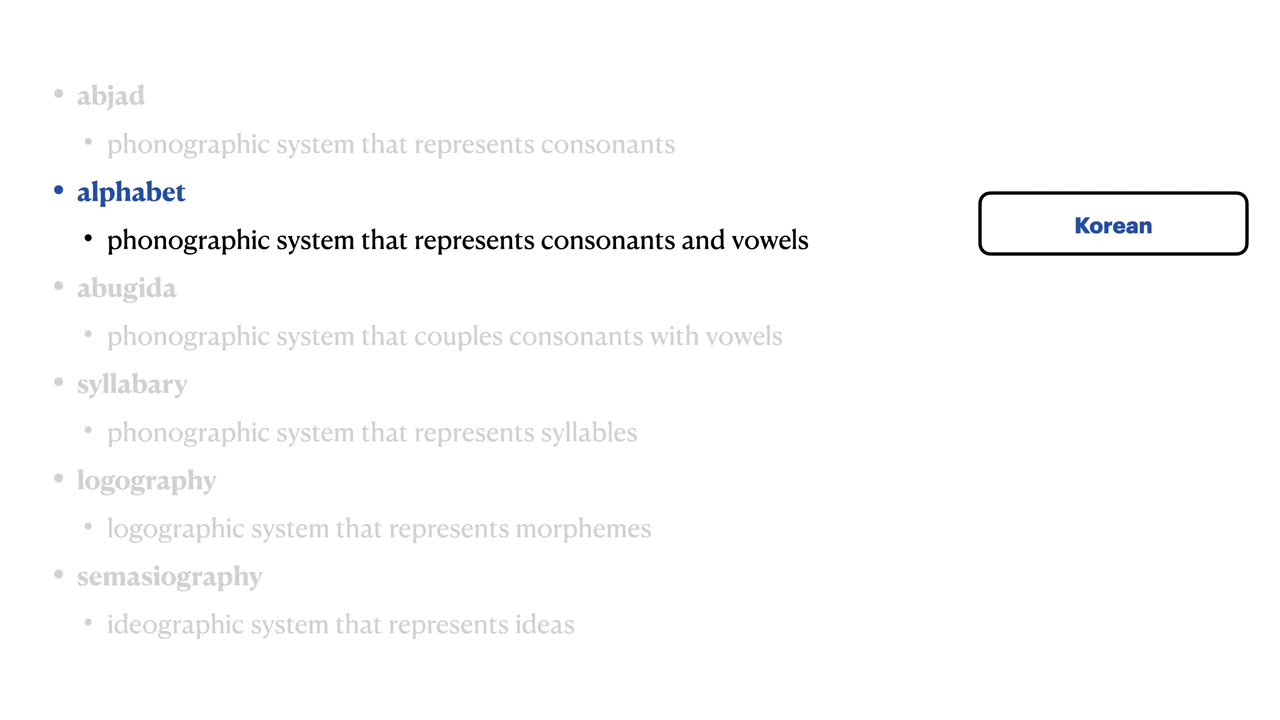 • abjad
• phonographic system that represents consonants
• alphabet
• phonographic system that represents consonants and vowels
Korean
• abugida
• phonographic system that couples consonants with vowels
• syllabary
• phonographic system that represents syllables
• logography
• logographic system that represents morphemes
• semasiography
• ideographic system that represents ideas